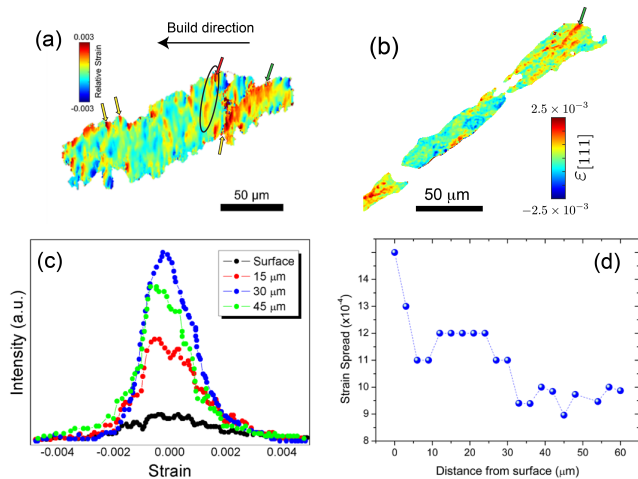 (a)
Build direction
0.003
Relative Strain
-0.003
50 µm
(b)
2.5 × 10⁻³
ε[111]
−2.5 × 10⁻³
50 µm
(c)
Surface
15 µm
30 µm
45 µm
Intensity (a.u.)
-0.004 -0.002 0.000 0.002 0.004
Strain
(d)
15
14
13
12
11
10
9
8
Strain Spread (x10⁻⁴)
0 10 20 30 40 50 60
Distance from surface (µm)